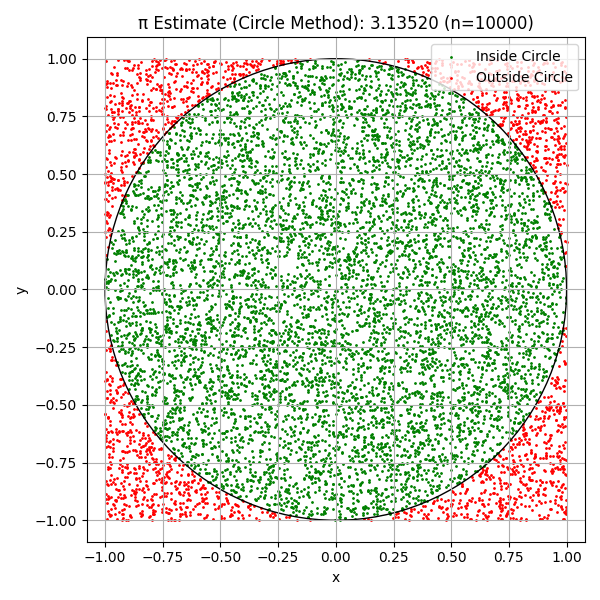 π Estimate (Circle Method): 3.13520 (n=10000)
Inside Circle
Outside Circle
1.00
0.75
0.50
0.25
0.00
−0.25
−0.50
−0.75
−1.00
y
−1.00 −0.75 −0.50 −0.25 0.00 0.25 0.50 0.75 1.00
x